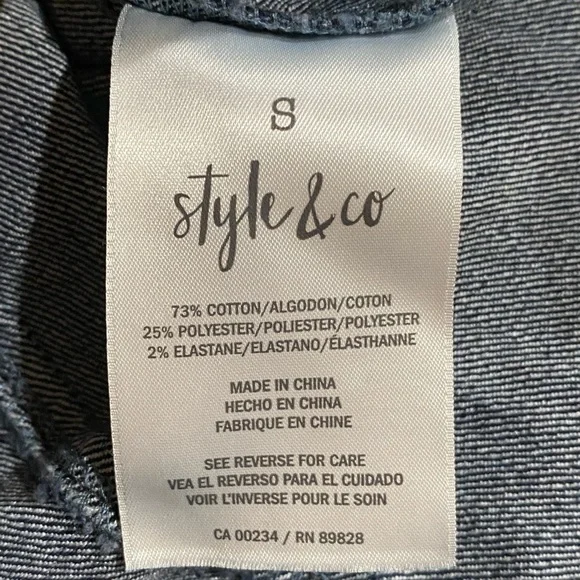 S
style & co
73% COTTON/ALGODON/COTON
25% POLYESTER/POLIESTER/POLYESTER
2% ELASTANE/ELASTANO/ÉLASTHANNE
MADE IN CHINA
HECHO EN CHINA
FABRIQUE EN CHINE
SEE REVERSE FOR CARE
VEA EL REVERSO PARA EL CUIDADO
VOIR L'INVERSE POUR LE SOIN
CA 00234 / RN 89828